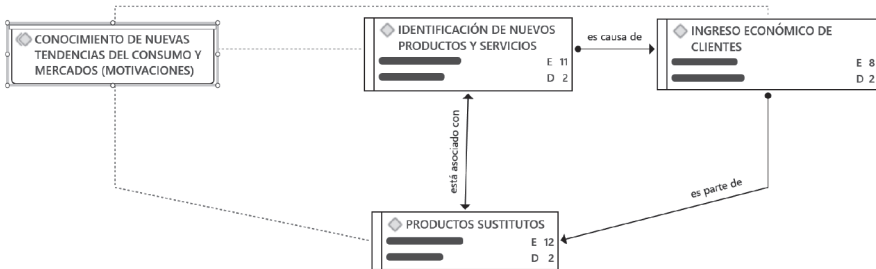 CONOCIMIENTO DE NUEVAS
TENDENCIAS DEL CONSUMO Y
MERCADOS (MOTIVACIONES)
IDENTIFICACIÓN DE NUEVOS
PRODUCTOS Y SERVICIOS
E 11
D 2
es causa de
INGRESO ECONÓMICO DE
CLIENTES
E 8
D 2
está asociado con
es parte de
PRODUCTOS SUSTITUTOS
E 12
D 2